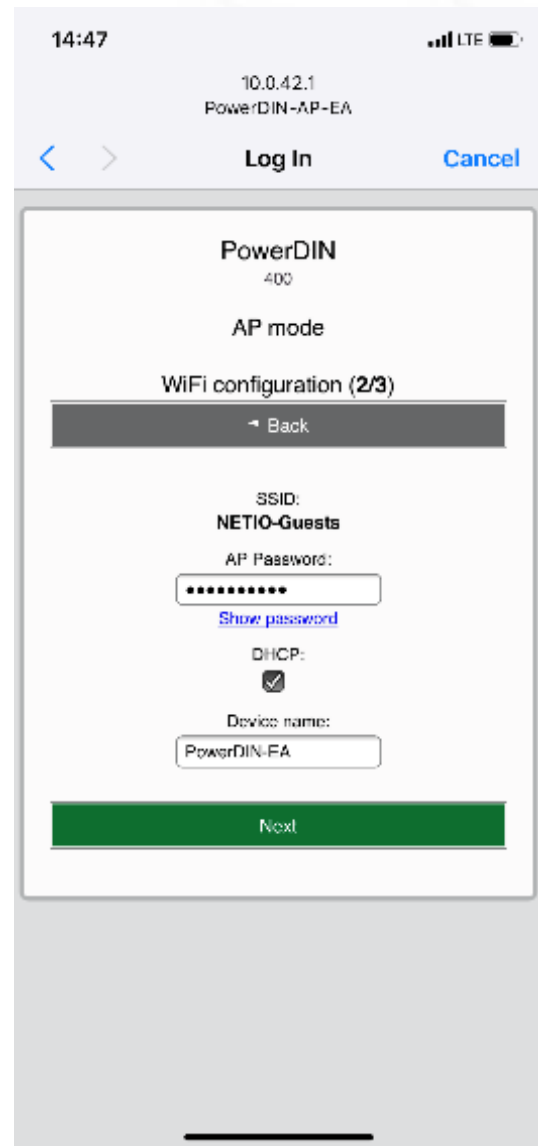 14:47 LTE
10.0.42.1
PowerDIN-AP-EA
< > Log In Cancel
PowerDIN
400
AP mode
WiFi configuration (2/3)
Back
SSID:
NETIO-Guests
AP Password:
••••••••••
Show password
DHCP:
Device name:
PowerDIN-EA
Next